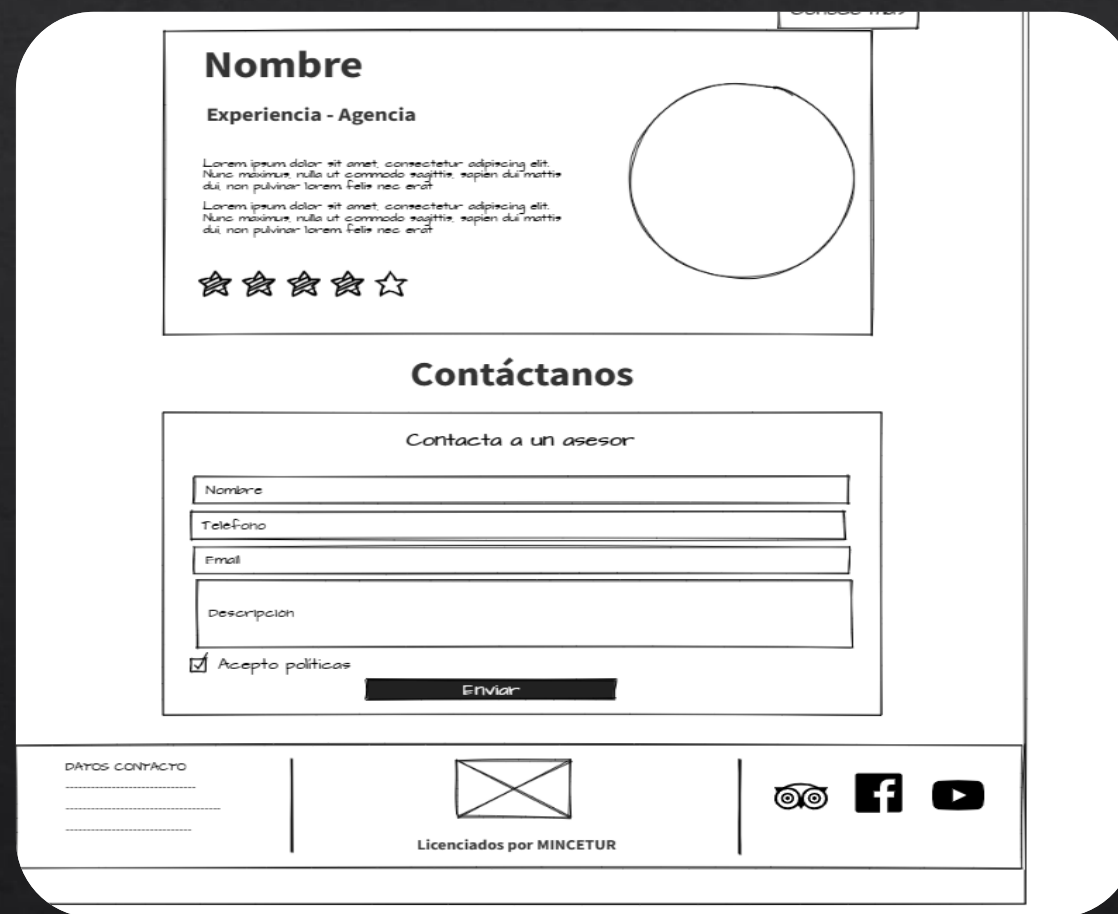 Nombre
Experiencia - Agencia
Lorem ipsum dolor sit amet, consectetur adipiscing elit.
Nunc maximus, nulla ut commodo sagittis, sapien dui mattis
dui, non pulvinar lorem felis nec erat
Lorem ipsum dolor sit amet, consectetur adipiscing elit.
Nunc maximus, nulla ut commodo sagittis, sapien dui mattis
dui, non pulvinar lorem felis nec erat
Contáctanos
Contacta a un asesor
Nombre
Telefono
Email
Descripción
Acepto políticas
Enviar
DATOS CONTACTO
Licenciados por MINCETUR